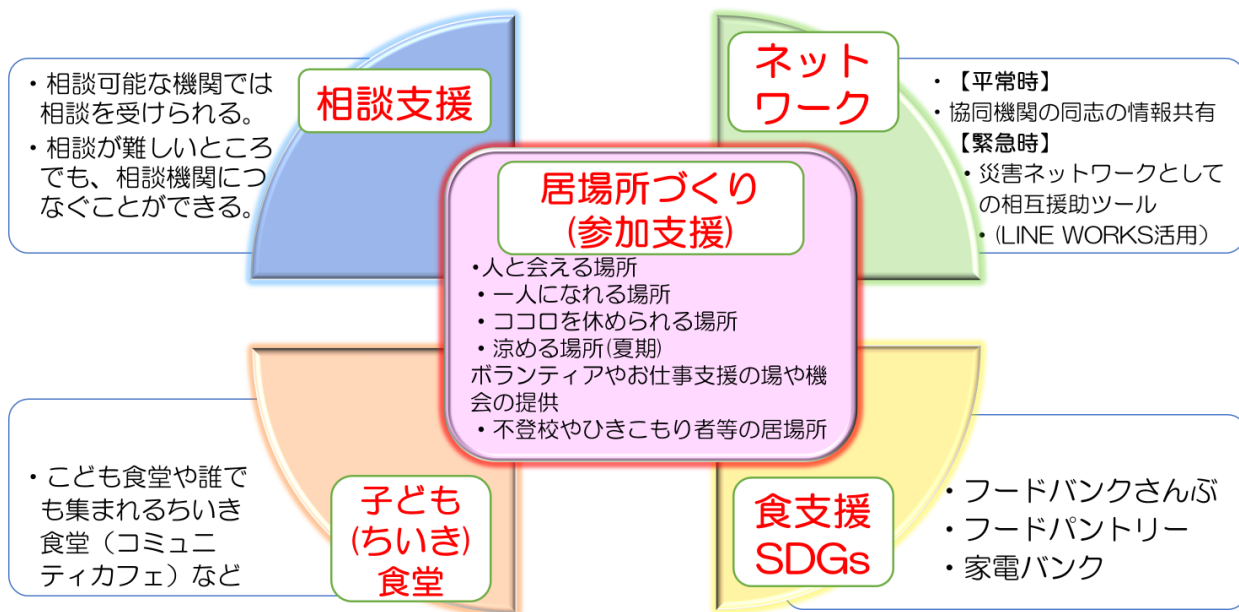 相談支援
・相談可能な機関では
相談を受けられる。
・相談が難しいところ
でも、相談機関につ
なぐことができる。
ネット
ワーク
・【平常時】
・協同機関の同志の情報共有
【緊急時】
・災害ネットワークとして
の相互援助ツール
・(LINE WORKS活用）
居場所づくり
(参加支援)
・人と会える場所
・一人になれる場所
・ココロを休められる場所
・涼める場所(夏期)
ボランティアやお仕事支援の場や機
会の提供
・不登校やひきこもり者等の居場所
子ども
(ちいき)
食堂
・こども食堂や誰で
も集まれるちいき
食堂（コミュニ
ティカフェ）など
食支援
SDGs
・フードバンクさんぶ
・フードパントリー
・家電バンク